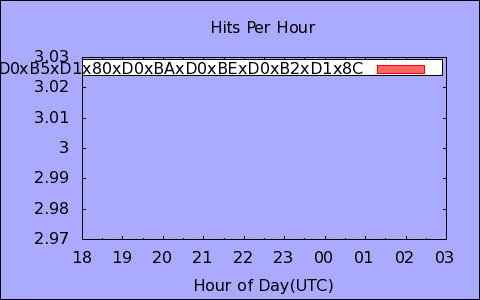 Hits Per Hour
3.03
D0xB5xD1x80xD0xBAxD0xBExD0xB2xD1x8C
3.02
3.01
3
2.99
2.98
2.97
18 19 20 21 22 23 00 01 02 03
Hour of Day(UTC)